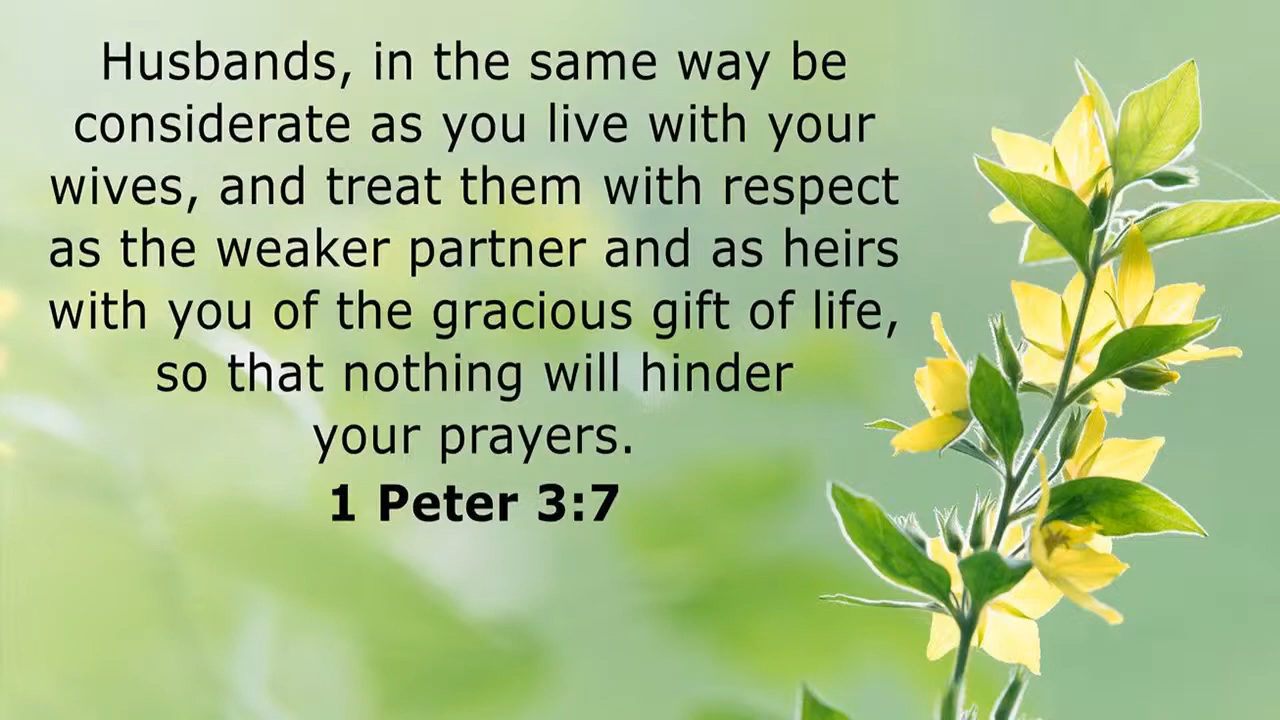 Husbands, in the same way be
considerate as you live with your
wives, and treat them with respect
as the weaker partner and as heirs
with you of the gracious gift of life,
so that nothing will hinder
your prayers.
1 Peter 3:7